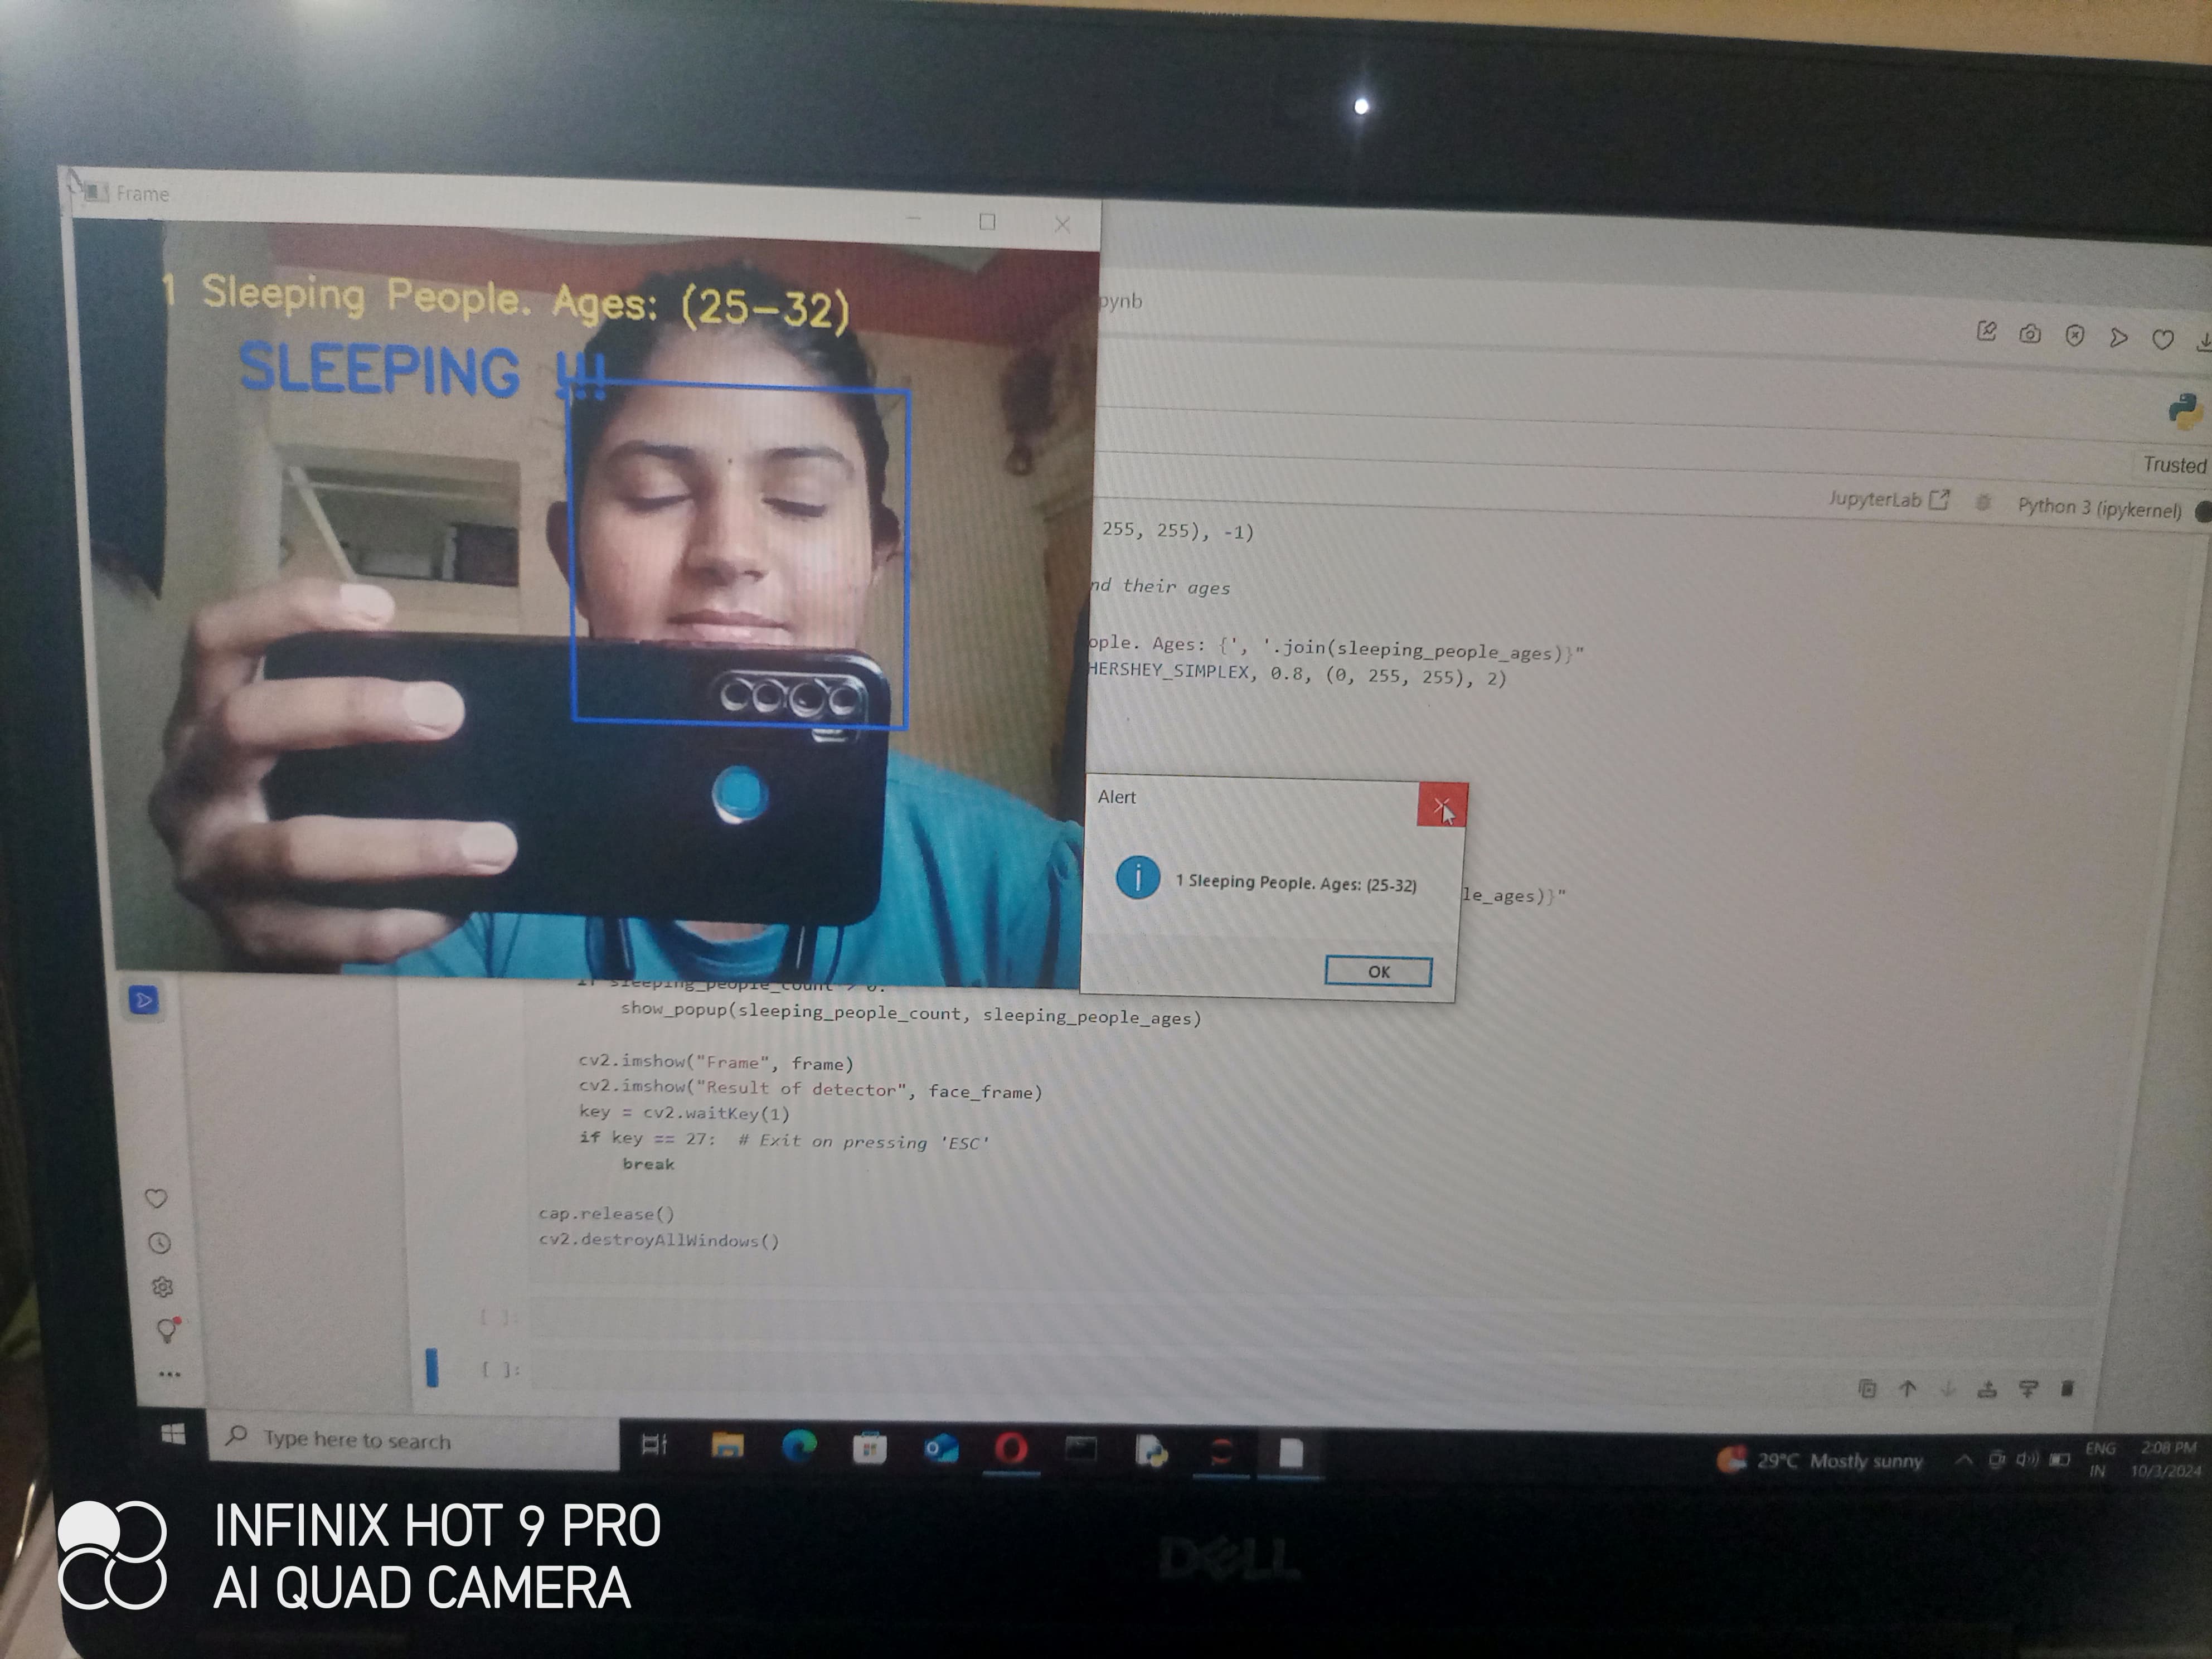 Frame
1 Sleeping People. Ages: (25-32)
SLEEPING !!!
pynb
Trusted
JupyterLab
Python 3 (ipykernel)
255, 255), -1)
nd their ages
ople. Ages: {', '.join(sleeping_people_ages)}"
HERSHEY_SIMPLEX, 0.8, (0, 255, 255), 2)
Alert
1 Sleeping People. Ages: (25-32)
OK
le_ages)}"
if sleeping_people_count > 0:
show_popup(sleeping_people_count, sleeping_people_ages)
cv2.imshow("Frame", frame)
cv2.imshow("Result of detector", face_frame)
key = cv2.waitKey(1)
if key == 27: # Exit on pressing 'ESC'
break
cap.release()
cv2.destroyAllWindows()
[ ]:
[ ]:
Type here to search
29°C Mostly sunny
ENG
IN
2:08 PM
10/3/2024
DELL
INFINIX HOT 9 PRO
AI QUAD CAMERA